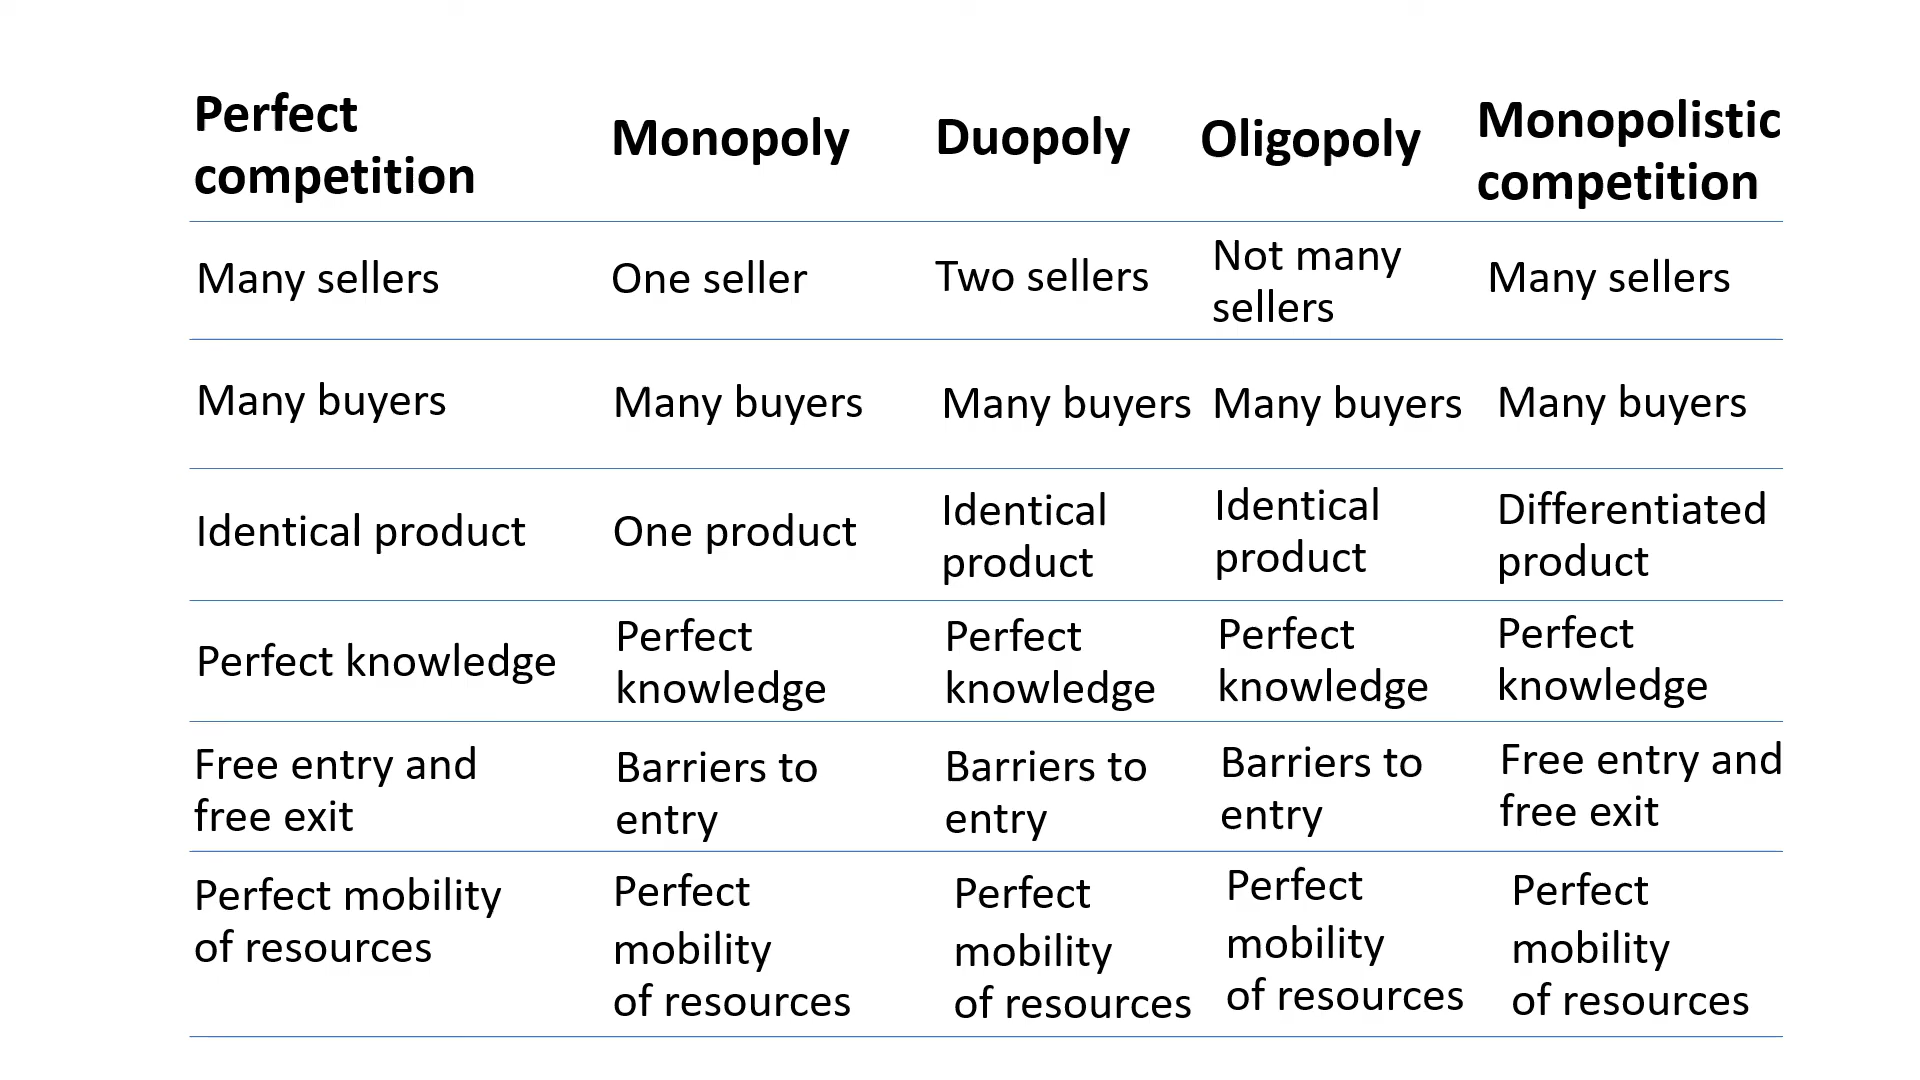 Perfect
competition
Monopoly
Duopoly
Oligopoly
Monopolistic
competition
Many sellers
One seller
Two sellers
Not many
sellers
Many sellers
Many buyers
Many buyers
Many buyers
Many buyers
Many buyers
Identical product
One product
Identical
product
Identical
product
Differentiated
product
Perfect knowledge
Perfect
knowledge
Perfect
knowledge
Perfect
knowledge
Perfect
knowledge
Free entry and
free exit
Barriers to
entry
Barriers to
entry
Barriers to
entry
Free entry and
free exit
Perfect mobility
of resources
Perfect
mobility
of resources
Perfect
mobility
of resources
Perfect
mobility
of resources
Perfect
mobility
of resources